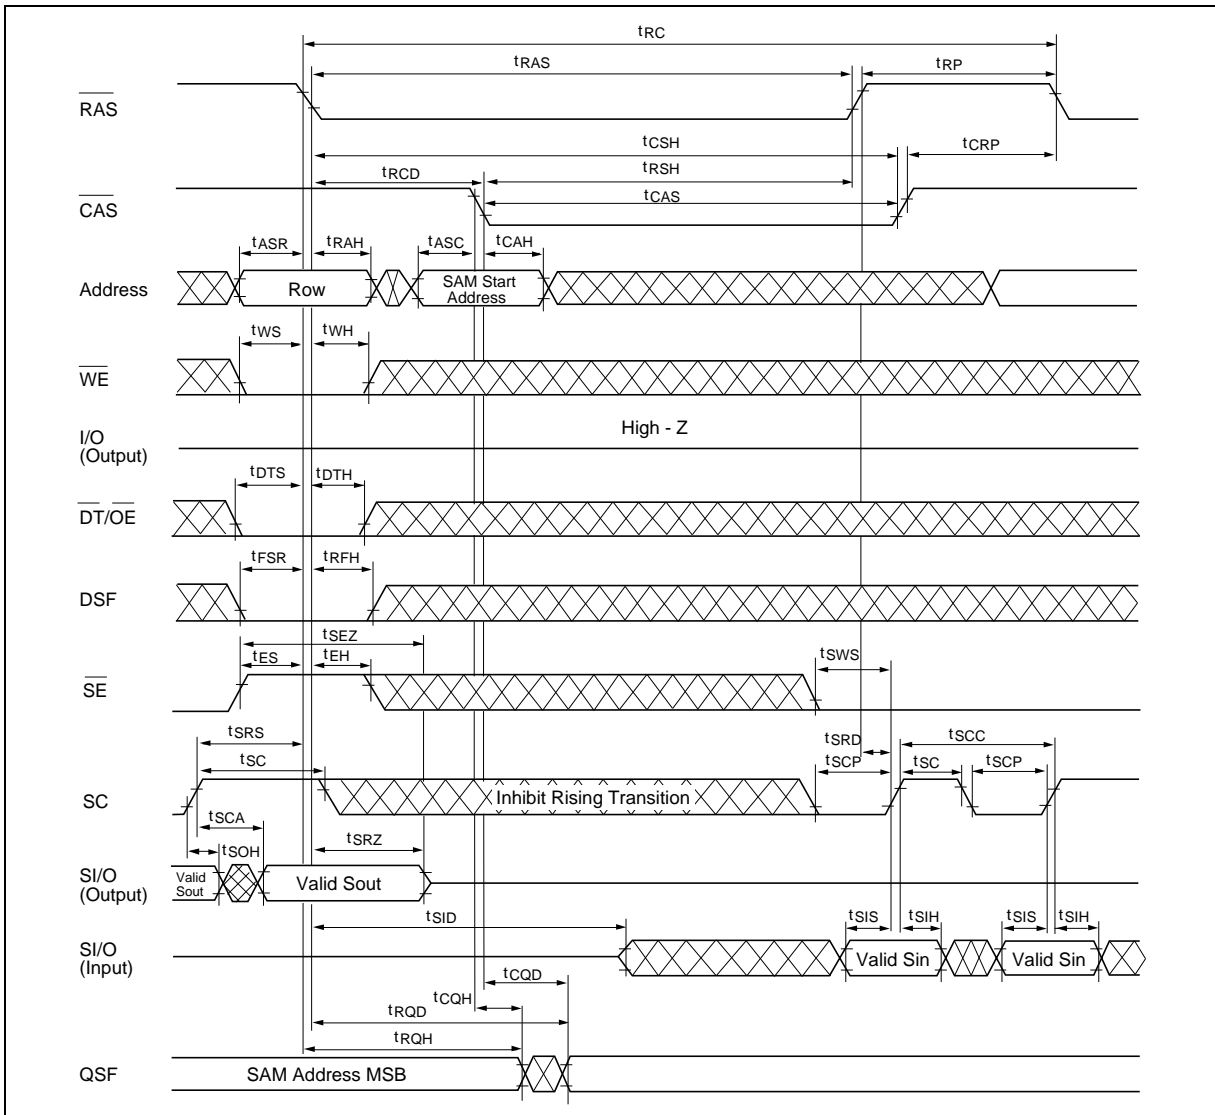 tRC
tRAS tRP
RAS
tCSH tCRP
tRCD tRSH
CAS tCAS
tASR tRAH tASC tCAH
Address Row SAM Start Address
tWS tWH
WE
I/O (Output) High - Z
tDTS tDTH
DT/OE
tFSR tRFH
DSF
tSEZ
tES tEH tSWS
SE
tSRS tSRD tSCC
tSC tSCP tSC tSCP
SC Inhibit Rising Transition
tSCA
tSOH tSRZ
SI/O (Output) Valid Sout Valid Sout
tSID tSIS tSIH tSIS tSIH
SI/O (Input) Valid Sin Valid Sin
tCQD
tCQH
tRQD
tRQH
QSF SAM Address MSB